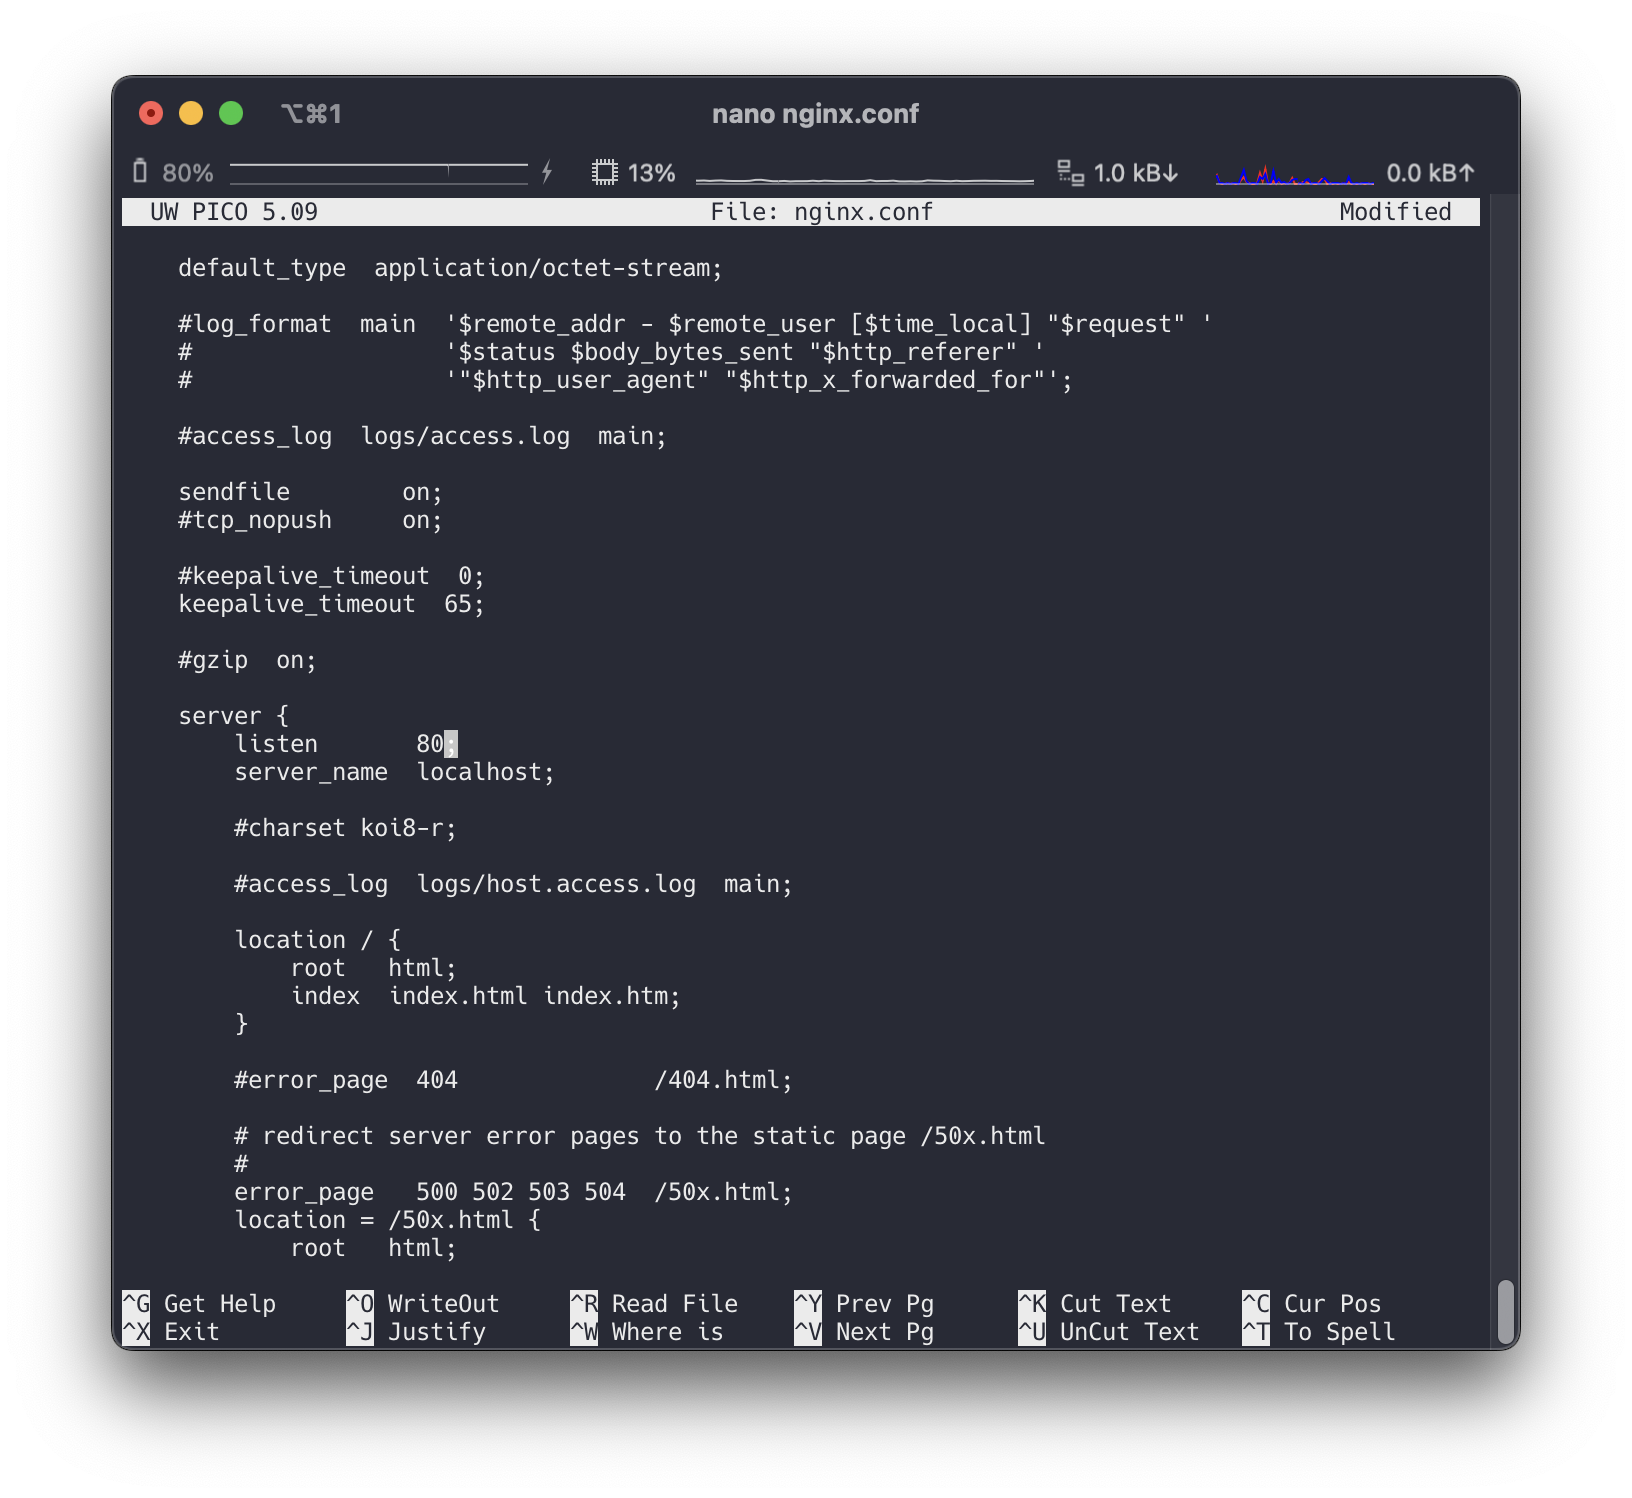 ⌥⌘1 nano nginx.conf
80% 13% 1.0 kB↓ 0.0 kB↑
UW PICO 5.09 File: nginx.conf Modified
default_type  application/octet-stream;
#log_format  main  '$remote_addr - $remote_user [$time_local] "$request" '
#                  '$status $body_bytes_sent "$http_referer" '
#                  '"$http_user_agent" "$http_x_forwarded_for"';
#access_log  logs/access.log  main;
sendfile        on;
#tcp_nopush     on;
#keepalive_timeout  0;
keepalive_timeout  65;
#gzip  on;
server {
    listen       80;
    server_name  localhost;
    #charset koi8-r;
    #access_log  logs/host.access.log  main;
    location / {
        root   html;
        index  index.html index.htm;
    }
    #error_page  404              /404.html;
    # redirect server error pages to the static page /50x.html
    #
    error_page   500 502 503 504  /50x.html;
    location = /50x.html {
        root   html;
^G Get Help ^O WriteOut ^R Read File ^Y Prev Pg ^K Cut Text ^C Cur Pos
^X Exit ^J Justify ^W Where is ^V Next Pg ^U UnCut Text ^T To Spell